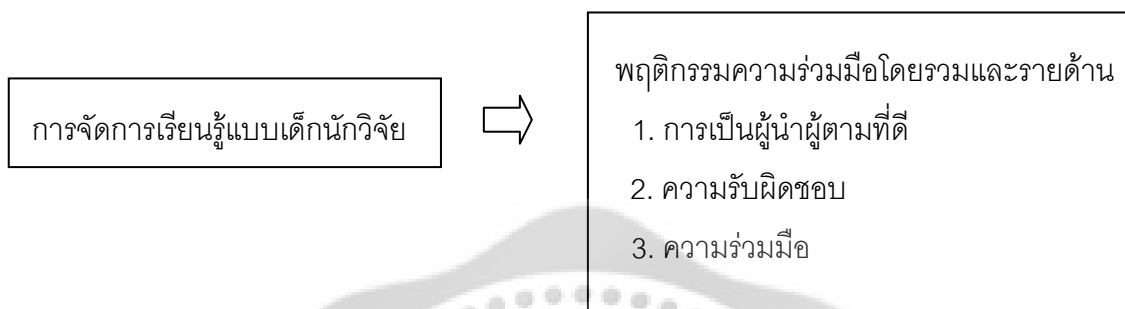 การจัดการเรียนรู้แบบเด็กนักวิจัย
พฤติกรรมความร่วมมือโดยรวมและรายด้าน
1. การเป็นผู้นำผู้ตามที่ดี
2. ความรับผิดชอบ
3. ความร่วมมือ